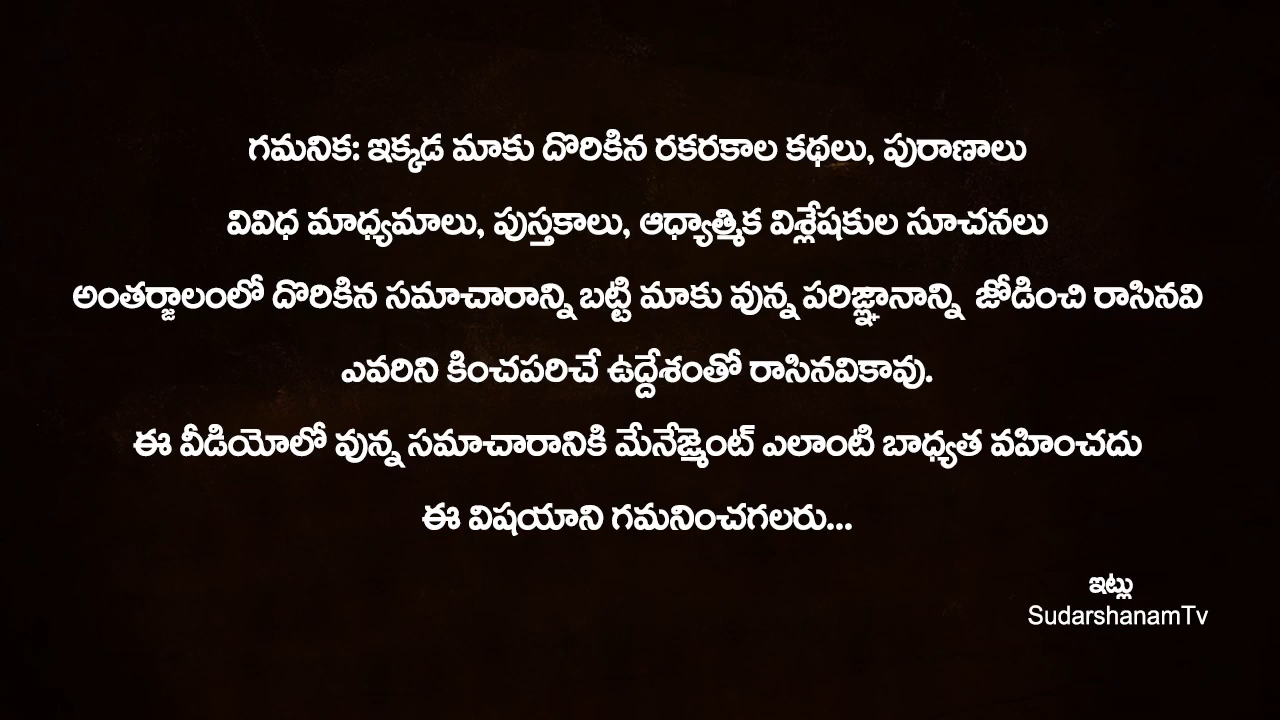 గమనిక: ఇక్కడ మాకు దొరికిన రకరకాల కథలు, పురాణాలు
వివిధ మాధ్యమాలు, పుస్తకాలు, ఆధ్యాత్మిక విశ్లేషకుల సూచనలు
అంతర్జాలంలో దొరికిన సమాచారాన్ని బట్టి మాకు వున్న పరిజ్ఞానాన్ని జోడించి రాసినవి
ఎవరిని కించపరిచే ఉద్దేశంతో రాసినవికావు.
ఈ వీడియోలో వున్న సమాచారానికి మేనేజ్మెంట్ ఎలాంటి బాధ్యత వహించదు
ఈ విషయాని గమనించగలరు...
ఇట్లు
SudarshanamTv